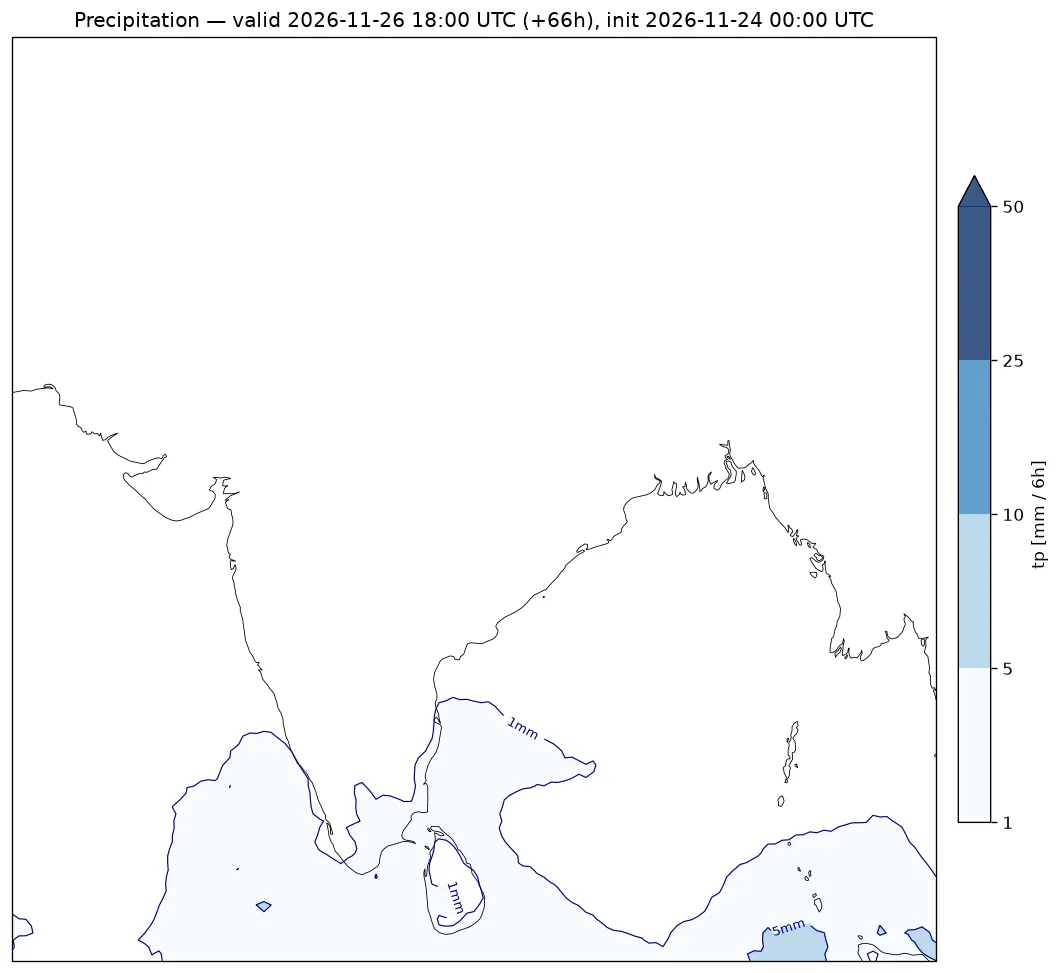 Precipitation — valid 2026-11-26 18:00 UTC (+66h), init 2026-11-24 00:00 UTC
50
25
10
5
1
tp [mm / 6h]
1mm
1mm
5mm